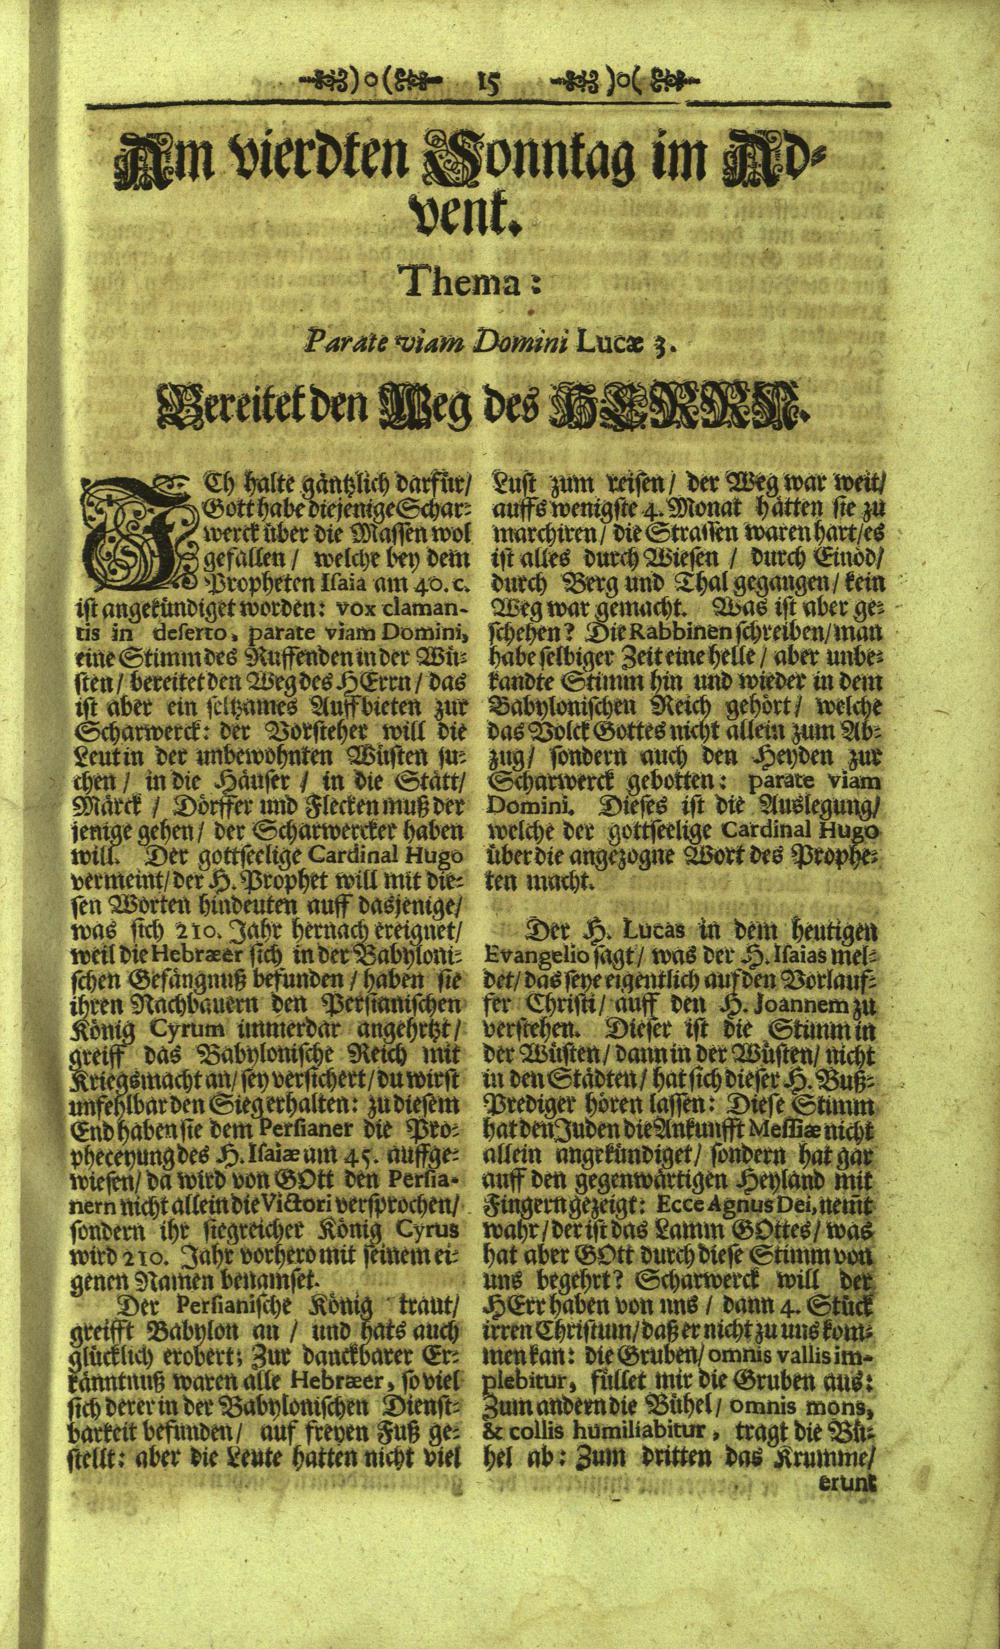 15
Am vierdten Sonntag im Ad-
vent.
Thema:
Parate viam Domini Lucæ 3.
Bereitet den Weg des HERRN.
ICh halte gäntzlich darfür/
Gott habe diejenige Schar-
werck über die Massen wol
gefallen / welche bey dem
Propheten Isaia am 40. c.
ist angekündiget worden: vox claman-
tis in deserto, parate viam Domini,
eine Stimm des Ruffenden in der Wü-
sten / bereitet den Weg des HErrn / das
ist aber ein seltzames Auffbieten zur
Scharwerck: der Vorsteher will die
Leut in der unbewohnten Wüsten su-
chen / in die Häuser / in die Stätt/
Märck / Dörffer und Flecken muß der
jenige gehen / der Scharwercker haben
will. Der gottseelige Cardinal Hugo
vermeint / der H. Prophet will mit die-
sen Worten hindeuten auff dasjenige/
was sich 210. Jahr hernach ereignet/
weil die Hebræer sich in der Babyloni-
schen Gefängnuß befunden / haben sie
ihren Nachbauern den Persianischen
König Cyrum immerdar angehrtzt/
greiff das Babylonische Reich mit
Kriegsmacht an / sey versichert / du wirst
unfehlbar den Sieg erhalten: zu diesem
End haben sie dem Persianer die Pro-
pheceyung des H. Isaiæ am 45. auffge-
wiesen / da wird von GOtt den Persia-
nern nicht allein die Victori versprochen/
sondern ihr siegreicher König Cyrus
wird 210. Jahr vorhero mit seinem ei-
genen Namen benamset.
Der Persianische König traut/
greifft Babylon an / und hats auch
glücklich erobert; Zur danckbarer Er-
känntnuß waren alle Hebræer, so viel
sich derer in der Babylonischen Dienst-
barkeit befunden / auf freyen Fuß ge-
stellt: aber die Leute hatten nicht viel
Lust zum reisen / der Weg war weit/
auffs wenigste 4. Monat hätten sie zu
marchiren / die Strassen waren hart / es
ist alles durch Wiesen / durch Einöd/
durch Berg und Thal gegangen / kein
Weg war gemacht. Was ist aber ge-
schehen? Die Rabbinen schreiben / man
habe selbiger Zeit eine helle / aber unbe-
kandte Stimm hin und wieder in dem
Babylonischen Reich gehört / welche
das Volck Gottes nicht allein zum Ab-
zug / sondern auch den Heyden zur
Scharwerck gebotten: parate viam
Domini. Dieses ist die Auslegung/
welche der gottseelige Cardinal Hugo
über die angezogne Wort des Prophe-
ten macht.
Der H. Lucas in dem heutigen
Evangelio sagt / was der H. Isaias mel-
det / das seye eigentlich auf den Vorlauf-
fer Christi / auff den H. Joannem zu
verstehen. Dieser ist die Stimm in
der Wüsten / dann in der Wüsten / nicht
in den Städten / hat sich dieser H. Buß-
Prediger hören lassen: Diese Stimm
hat den Juden die Ankunfft Messiæ nicht
allein angekündiget / sondern hat gar
auff den gegenwärtigen Heyland mit
Fingern gezeigt: Ecce Agnus Dei, nemt
wahr / der ist das Lamm GOttes / was
hat aber GOtt durch diese Stimm von
uns begehrt? Scharwerck will der
HErr haben von uns / dann 4. Stück
irren Christum / daß er nicht zu uns kom-
men kan: die Gruben / omnis vallis im-
plebitur, füllet mir die Gruben aus:
Zum andern die Bühel / omnis mons,
& collis humiliabitur, tragt die Bü-
hel ab: Zum dritten das Krumme/
erunt